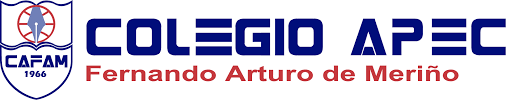 CAFAM
1966
COLEGIO APEC
Fernando Arturo de Meriño